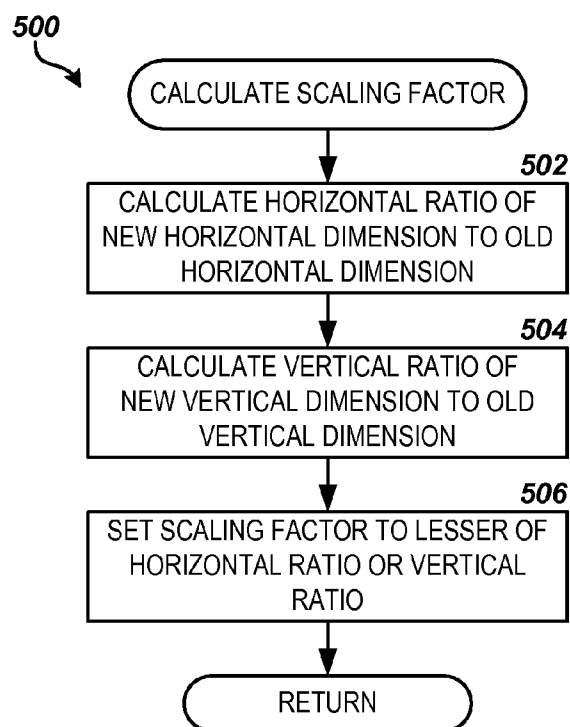 500
CALCULATE SCALING FACTOR
502
CALCULATE HORIZONTAL RATIO OF
NEW HORIZONTAL DIMENSION TO OLD
HORIZONTAL DIMENSION
504
CALCULATE VERTICAL RATIO OF
NEW VERTICAL DIMENSION TO OLD
VERTICAL DIMENSION
506
SET SCALING FACTOR TO LESSER OF
HORIZONTAL RATIO OR VERTICAL
RATIO
RETURN